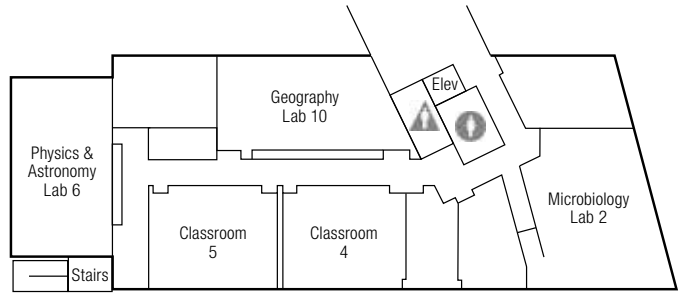 Elev
Geography
Lab 10
Physics &
Astronomy
Lab 6
Microbiology
Lab 2
Classroom
5
Classroom
4
Stairs